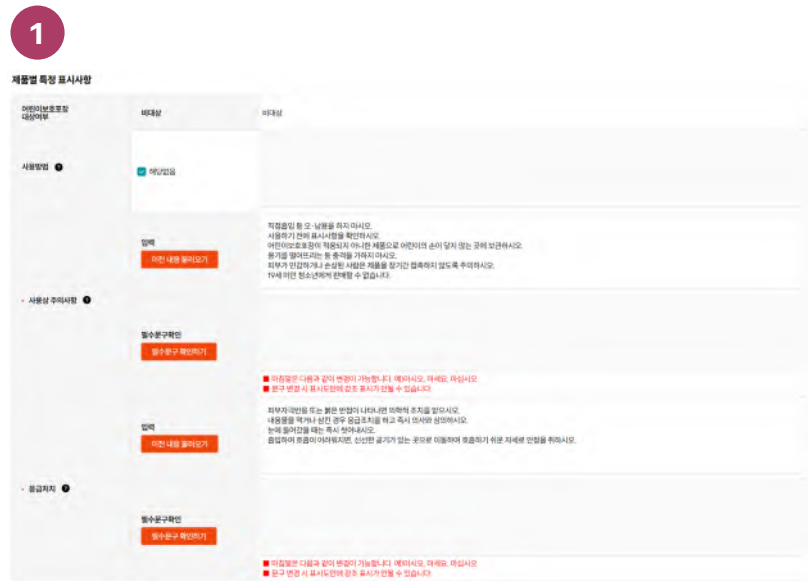 1
제품별 특정 표시사항
어린이보호포장
대상여부
비대상
비대상
사용방법 ?
해당없음
입력
이전 내용 불러오기
직접흡입 등 오·남용을 하지 마시오.
사용하기 전에 표시사항을 확인하시오.
어린이보호포장이 적용되지 아니한 제품으로 어린이의 손이 닿지 않는 곳에 보관하시오.
용기를 떨어뜨리는 등 충격을 가하지 마시오.
피부가 민감하거나 손상된 사람은 제품을 장기간 접촉하지 않도록 주의하시오.
19세 미만 청소년에게 판매할 수 없습니다.
• 사용상 주의사항 ?
필수문구확인
필수문구 확인하기
■ 마침말은 다음과 같이 변경이 가능합니다. 예)마시오, 마세요, 마십시오
■ 문구 변경 시 표시도안에 강조 표시가 안될 수 있습니다.
입력
이전 내용 불러오기
피부자극반응 또는 붉은 반점이 나타나면 의학적 조치를 받으시오.
내용물을 먹거나 삼킨 경우 응급조치를 하고 즉시 의사와 상의하시오.
눈에 들어갔을 때는 즉시 씻어내시오.
흡입하여 호흡이 어려워지면, 신선한 공기가 있는 곳으로 이동하여 호흡하기 쉬운 자세로 안정을 취하시오.
• 응급처치 ?
필수문구확인
필수문구 확인하기
■ 마침말은 다음과 같이 변경이 가능합니다. 예)마시오, 마세요, 마십시오
■ 문구 변경 시 표시도안에 강조 표시가 안될 수 있습니다.